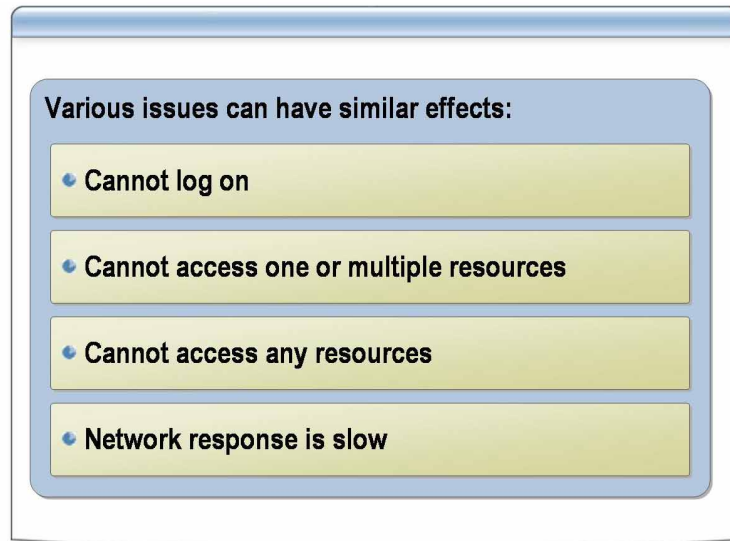 Various issues can have similar effects:
Cannot log on
Cannot access one or multiple resources
Cannot access any resources
Network response is slow